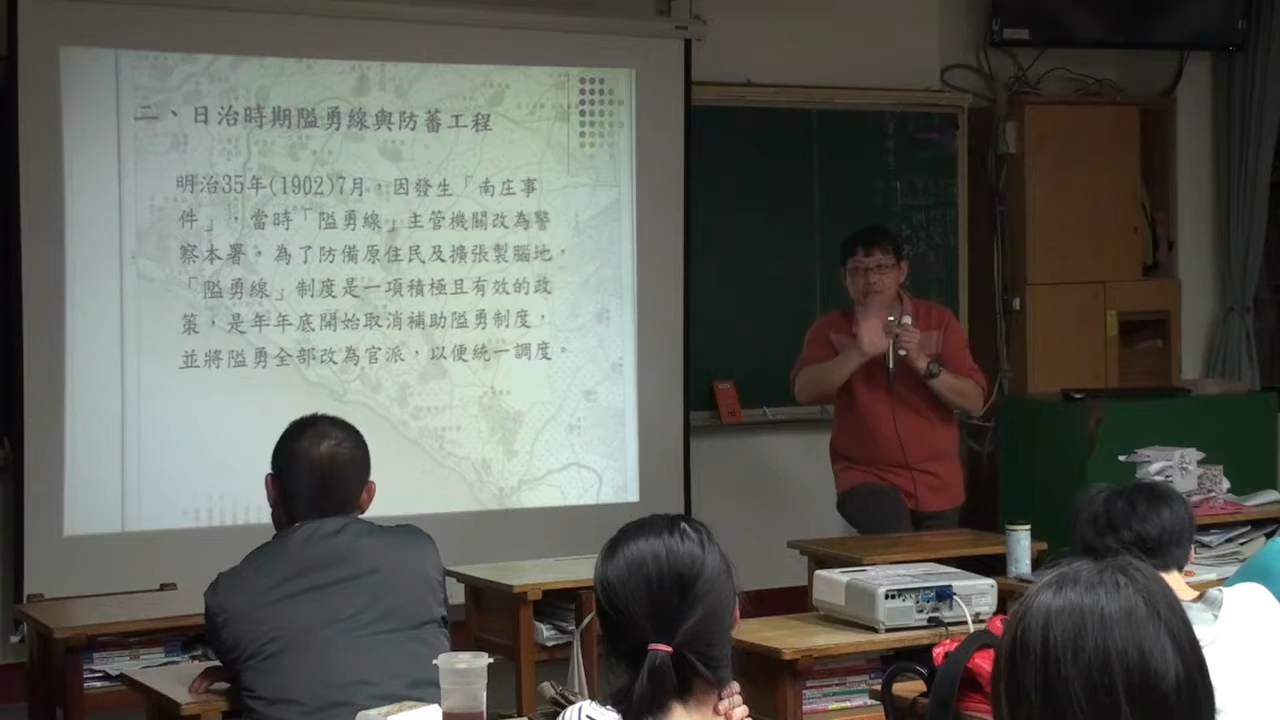 二、日治時期隘勇線與防蕃工程
明治35年(1902)7月，因發生「南庄事
件」，當時「隘勇線」主管機關改為警
察本署，為了防備原住民及擴張製腦地，
「隘勇線」制度是一項積極且有效的政
策，是年年底開始取消補助隘勇制度，
並將隘勇全部改為官派，以便統一調度。